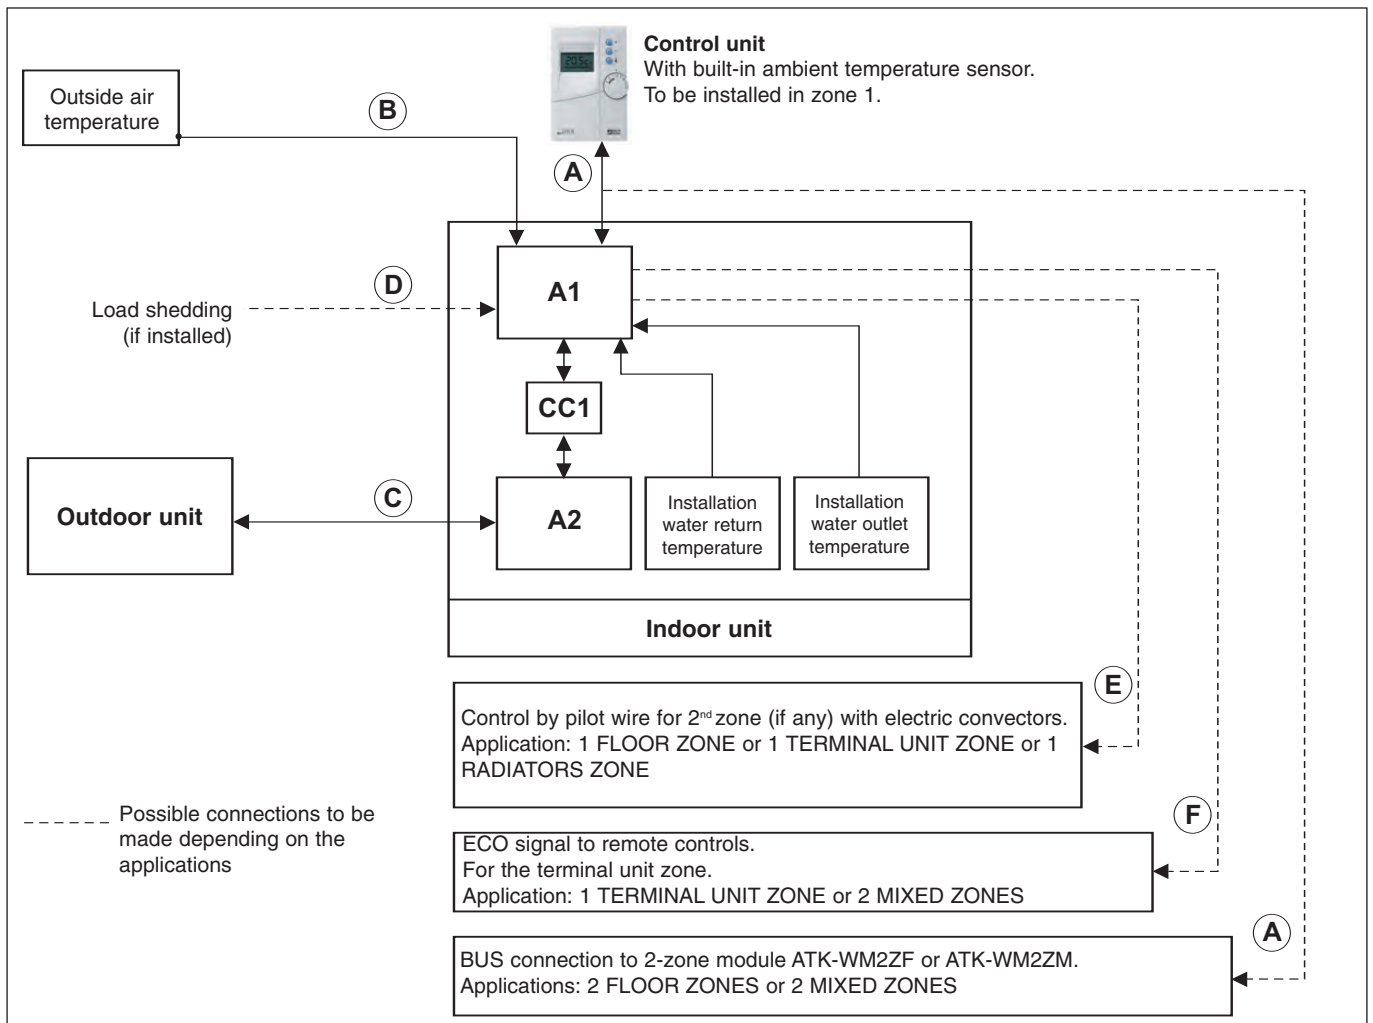 Control unit
With built-in ambient temperature sensor.
To be installed in zone 1.
Outside air
temperature
B
20.5
A
D
Load shedding
(if installed)
A1
CC1
C
Outdoor unit
A2
Installation
water return
temperature
Installation
water outlet
temperature
Indoor unit
E
Control by pilot wire for 2nd zone (if any) with electric convectors.
Application: 1 FLOOR ZONE or 1 TERMINAL UNIT ZONE or 1
RADIATORS ZONE
Possible connections to be
made depending on the
applications
F
ECO signal to remote controls.
For the terminal unit zone.
Application: 1 TERMINAL UNIT ZONE or 2 MIXED ZONES
A
BUS connection to 2-zone module ATK-WM2ZF or ATK-WM2ZM.
Applications: 2 FLOOR ZONES or 2 MIXED ZONES